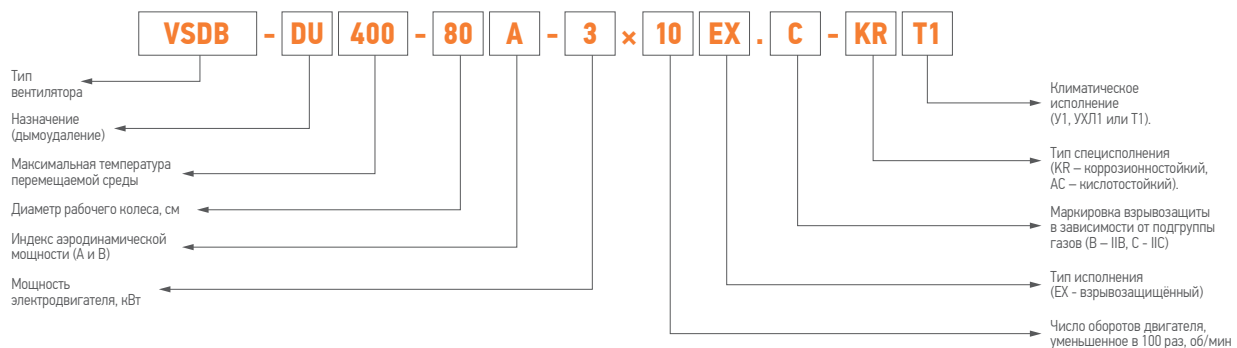 VSDB - DU 400 - 80 A - 3 × 10 EX . C - KR T1
Тип
вентилятора
Назначение
(дымоудаление)
Максимальная температура
перемещаемой среды
Диаметр рабочего колеса, см
Индекс аэродинамической
мощности (А и В)
Мощность
электродвигателя, кВт
Климатическое
исполнение
(У1, УХЛ1 или Т1).
Тип специсполнения
(KR – коррозионностойкий,
AC – кислотостойкий).
Маркировка взрывозащиты
в зависимости от подгруппы
газов (B – IIB, C - IIC)
Тип исполнения
(EX - взрывозащищённый)
Число оборотов двигателя,
уменьшенное в 100 раз, об/мин